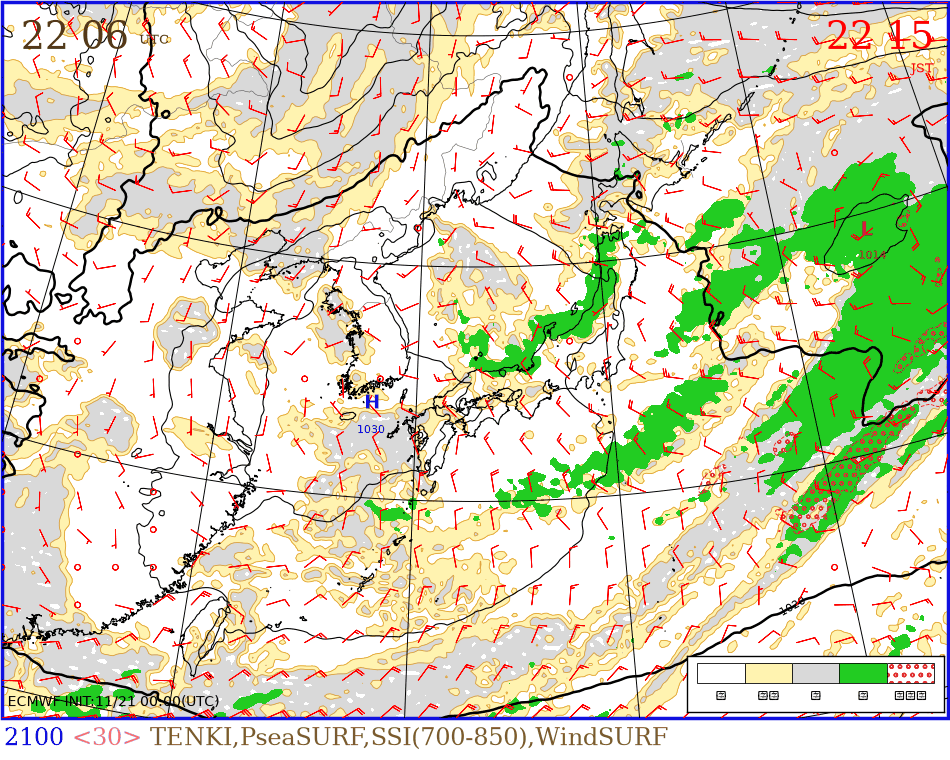 22 06 UTC
22 15
JST
L
1014
H
1030
1020
ECMWF INIT:11/21 00:00(UTC)
2100 <30> TENKI,PseaSURF,SSI(700-850),WindSURF